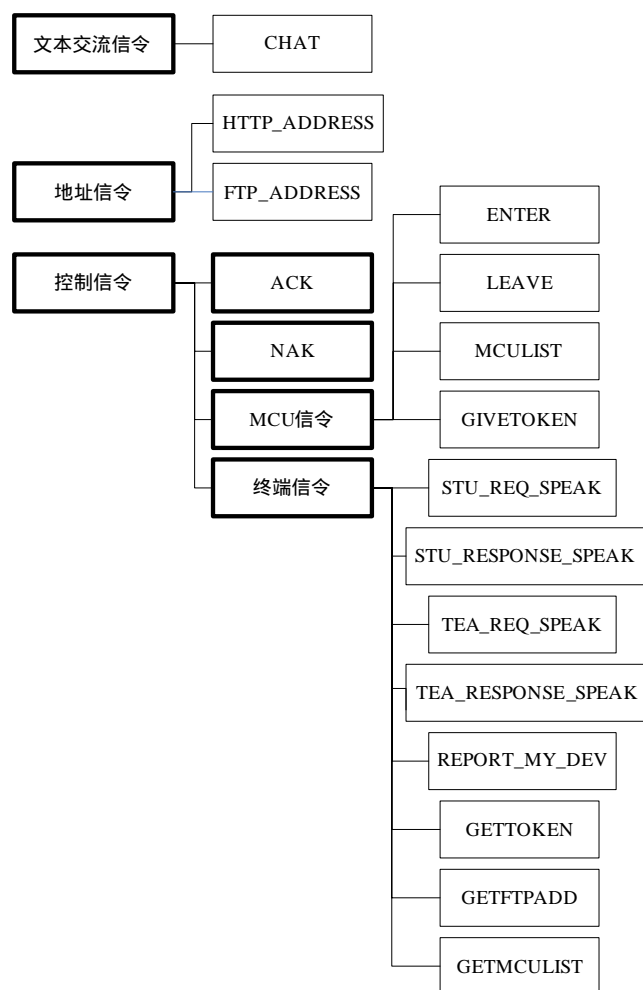 文本交流信令
CHAT
HTTP_ADDRESS
地址信令
FTP_ADDRESS
控制信令
ACK
NAK
MCU信令
终端信令
ENTER
LEAVE
MCULIST
GIVETOKEN
STU_REQ_SPEAK
STU_RESPONSE_SPEAK
TEA_REQ_SPEAK
TEA_RESPONSE_SPEAK
REPORT_MY_DEV
GETTOKEN
GETFTPADD
GETMCULIST